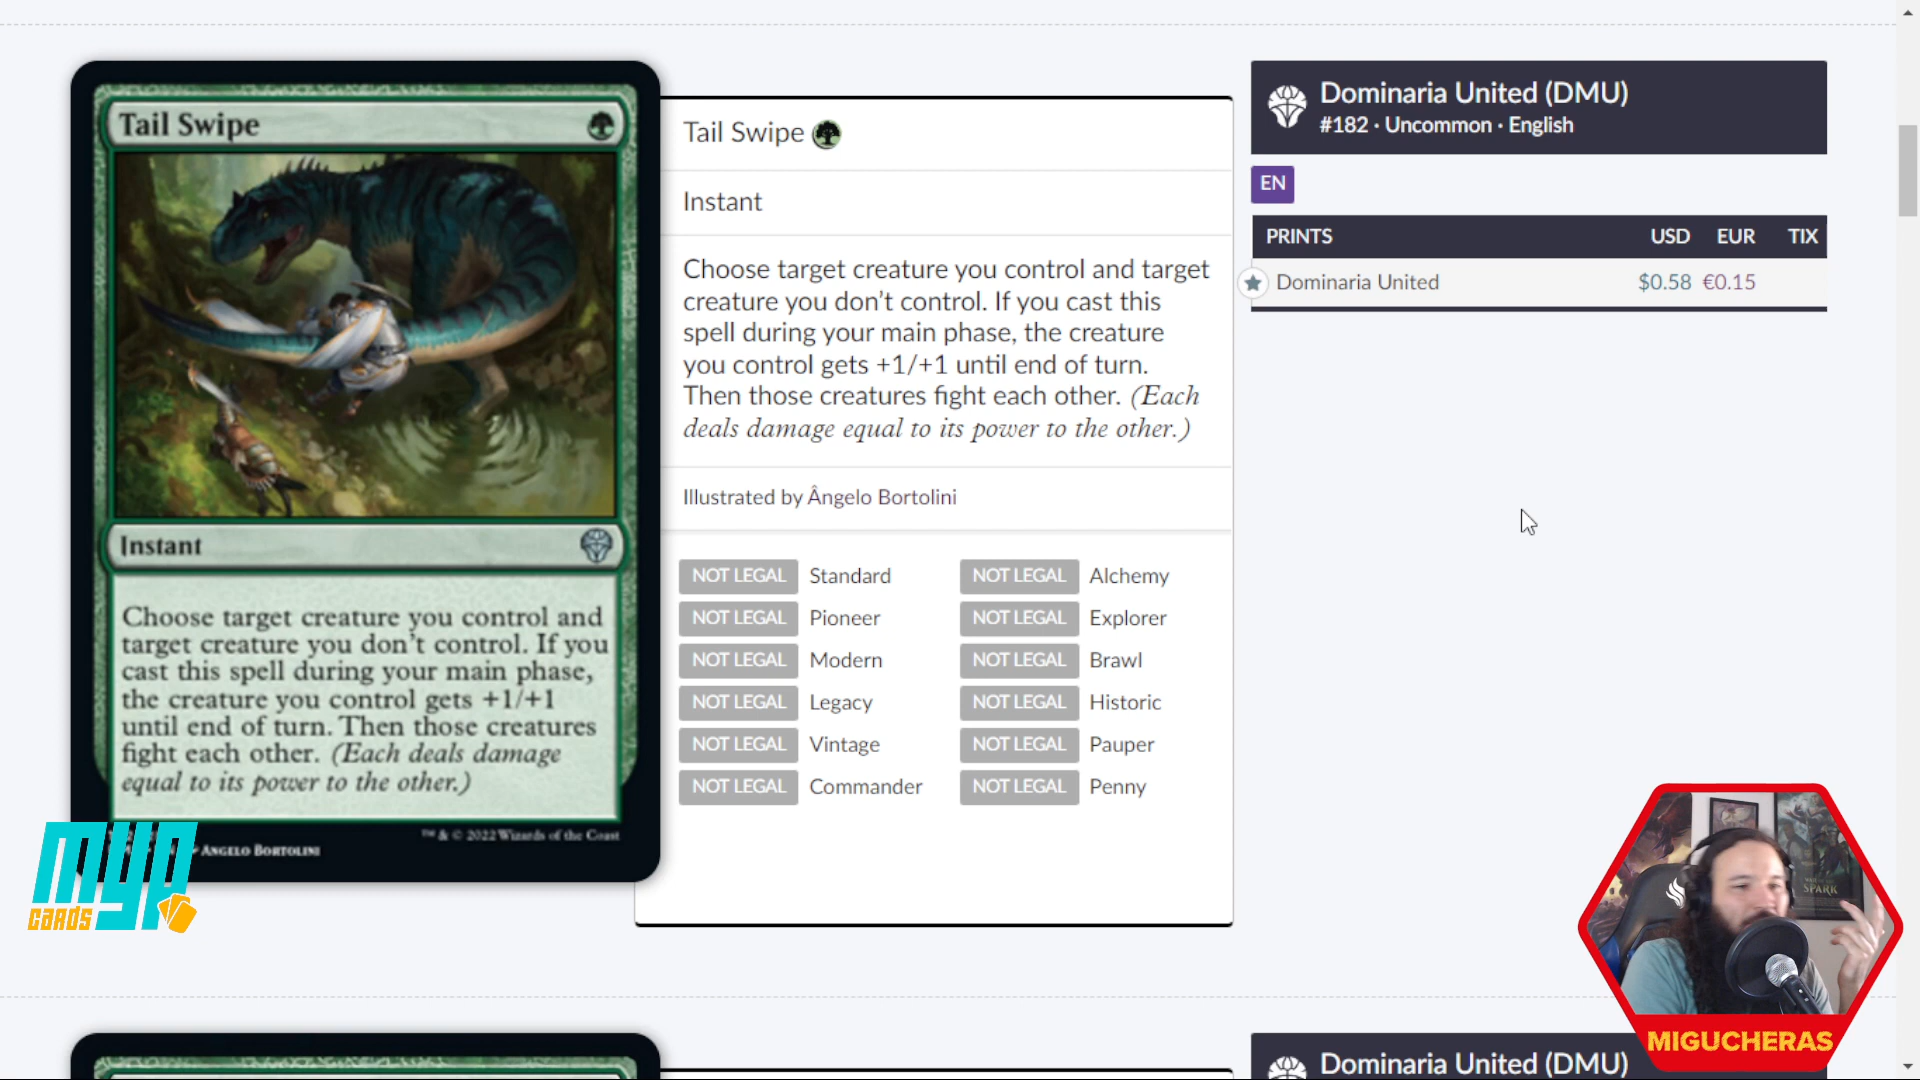 Tail Swipe
Instant
Choose target creature you control and
target creature you don't control. If you
cast this spell during your main phase,
the creature you control gets +1/+1
until end of turn. Then those creatures
fight each other. (Each deals damage
equal to its power to the other.)
™ & © 2022 Wizards of the Coast
Angelo Bortolini
Tail Swipe
Instant
Choose target creature you control and target
creature you don't control. If you cast this
spell during your main phase, the creature
you control gets +1/+1 until end of turn.
Then those creatures fight each other. (Each
deals damage equal to its power to the other.)
Illustrated by Ângelo Bortolini
NOT LEGAL Standard NOT LEGAL Alchemy
NOT LEGAL Pioneer NOT LEGAL Explorer
NOT LEGAL Modern NOT LEGAL Brawl
NOT LEGAL Legacy NOT LEGAL Historic
NOT LEGAL Vintage NOT LEGAL Pauper
NOT LEGAL Commander NOT LEGAL Penny
Dominaria United (DMU)
#182 · Uncommon · English
EN
PRINTS USD EUR TIX
Dominaria United $0.58 €0.15
myp
cards
SPARK
MIGUCHERAS
Dominaria United (DMU)